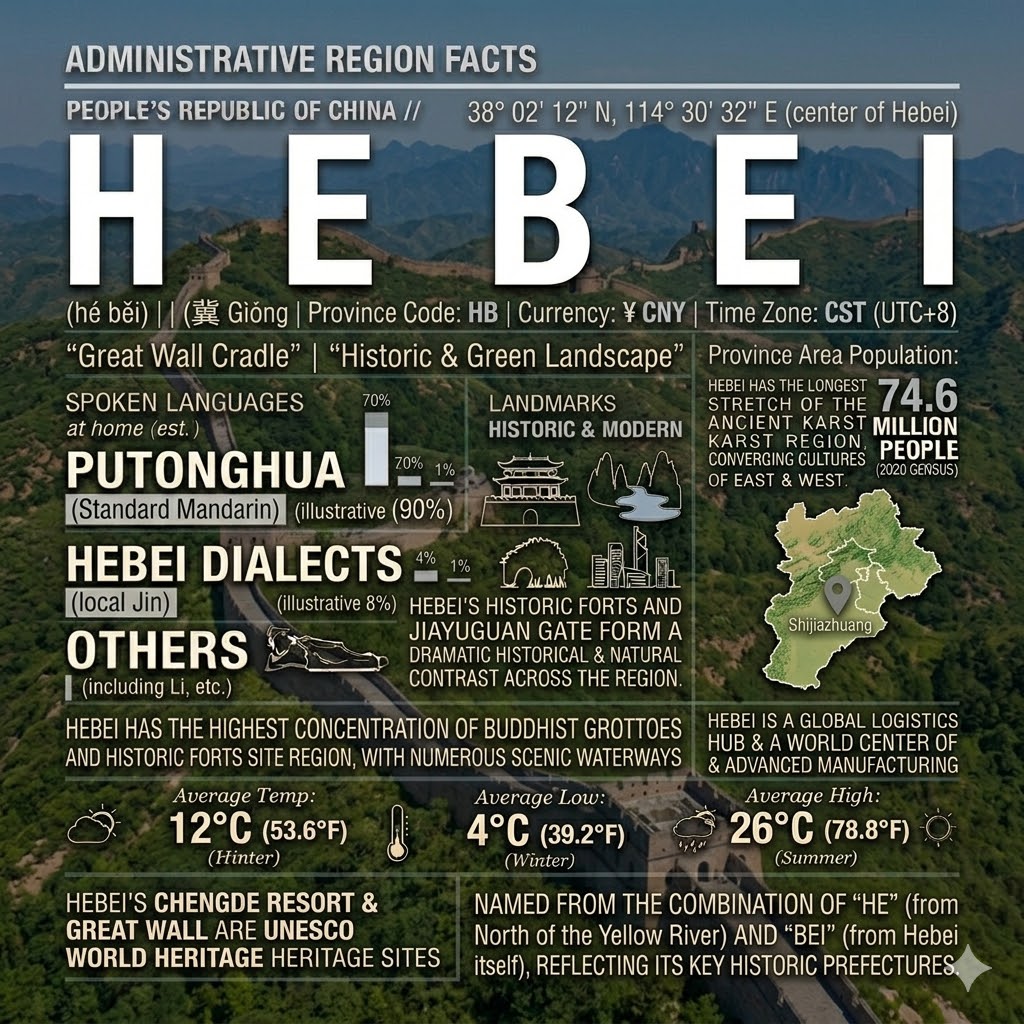 ADMINISTRATIVE REGION FACTS
PEOPLE'S REPUBLIC OF CHINA // 38° 02' 12" N, 114° 30' 32" E (center of Hebei)
HEBEI
(hé běi) | | (冀 Giǒng | Province Code: HB | Currency: ¥ CNY | Time Zone: CST (UTC+8)
"Great Wall Cradle" | "Historic & Green Landscape"
SPOKEN LANGUAGES
at home (est.)
70%
70%
1%
PUTONGHUA
(Standard Mandarin) (illustrative (90%)
HEBEI DIALECTS
4%
1%
(local Jin) (illustrative 8%)
OTHERS
(including Li, etc.)
LANDMARKS
HISTORIC & MODERN
HEBEI'S HISTORIC FORTS AND
JIAYUGUAN GATE FORM A
DRAMATIC HISTORICAL & NATURAL
CONTRAST ACROSS THE REGION.
Province Area Population:
HEBEI HAS THE LONGEST
STRETCH OF THE
ANCIENT KARST
KARST REGION,
CONVERGING CULTURES
OF EAST & WEST.
74.6
MILLION
PEOPLE
(2020 GENSUS)
Shijiazhuang
HEBEI HAS THE HIGHEST CONCENTRATION OF BUDDHIST GROTTOES
AND HISTORIC FORTS SITE REGION, WITH NUMEROUS SCENIC WATERWAYS
HEBEI IS A GLOBAL LOGISTICS
HUB & A WORLD CENTER OF
& ADVANCED MANUFACTURING
Average Temp:
12°C (53.6°F)
(Hinter)
Average Low:
4°C (39.2°F)
(Winter)
Average High:
26°C (78.8°F)
(Summer)
HEBEI'S CHENGDE RESORT &
GREAT WALL ARE UNESCO
WORLD HERITAGE HERITAGE SITES
NAMED FROM THE COMBINATION OF "HE" (from
North of the Yellow River) AND "BEI" (from Hebei
itself), REFLECTING ITS KEY HISTORIC PREFECTURES.